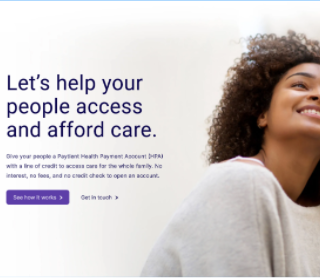 Let's help your
people access
and afford care.
Give your people a Paytient Health Payment Account (HPA)
with a line of credit to access care for the whole family. No
interest, no fees, and no credit check to open an account.
See how it works >
Get in touch >